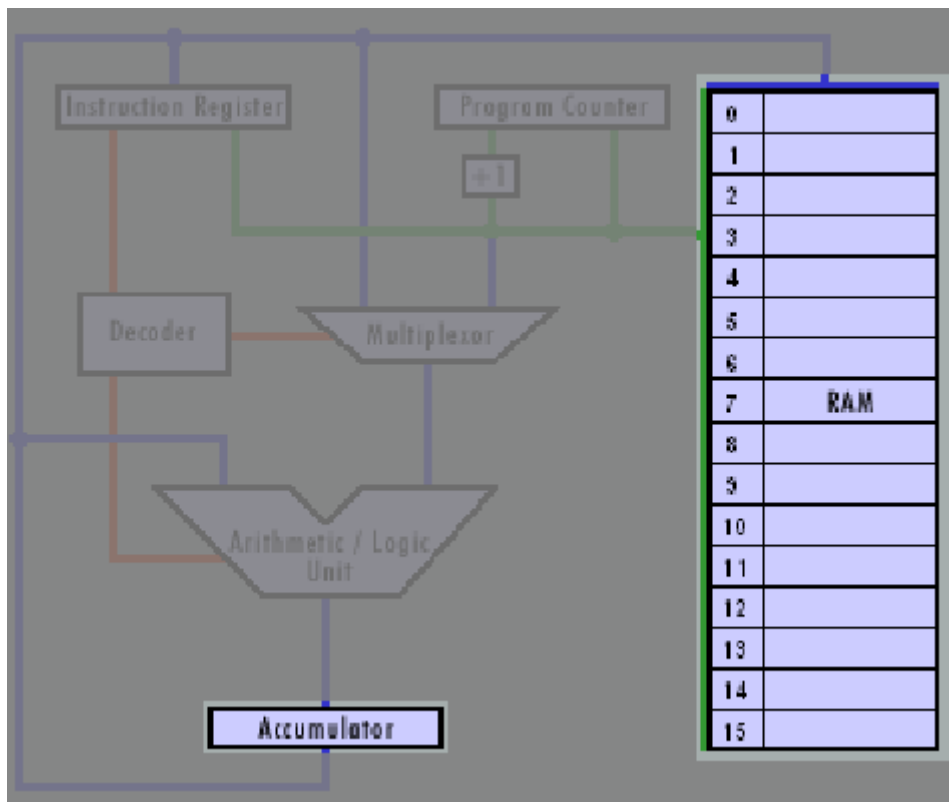 Instruction Register
Program Counter
+1
Decoder
Multiplexor
Arithmetic / Logic
Unit
Accumulator
0
1
2
3
4
5
6
7 RAM
8
9
10
11
12
13
14
15